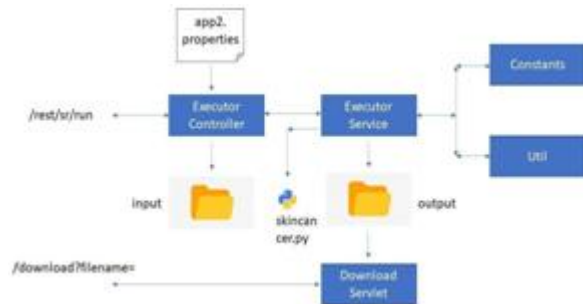 app2.
properties
Constants
/rest/sr/run
Executor
Controller
Executor
Service
Util
input
skincan
cer.py
output
/download?filename=
Download
Servlet